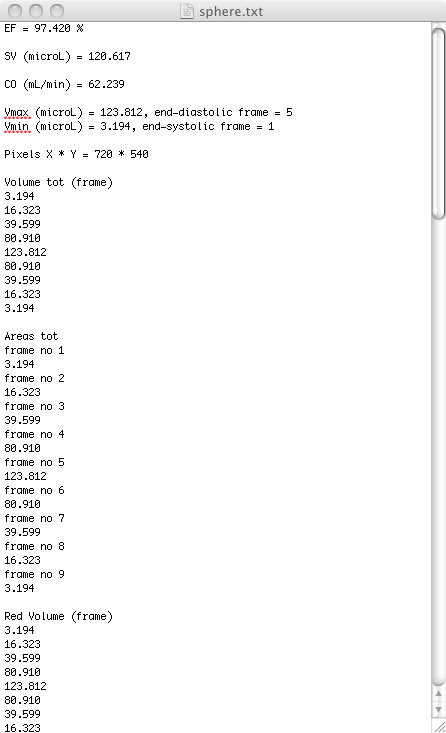 sphere.txt
EF = 97.420 %
SV (microL) = 120.617
CO (mL/min) = 62.239
Vmax (microL) = 123.812, end-diastolic frame = 5
Vmin (microL) = 3.194, end-systolic frame = 1
Pixels X * Y = 720 * 540
Volume tot (frame)
3.194
16.323
39.599
80.910
123.812
80.910
39.599
16.323
3.194
Areas tot
frame no 1
3.194
frame no 2
16.323
frame no 3
39.599
frame no 4
80.910
frame no 5
123.812
frame no 6
80.910
frame no 7
39.599
frame no 8
16.323
frame no 9
3.194
Red Volume (frame)
3.194
16.323
39.599
80.910
123.812
80.910
39.599
16.323